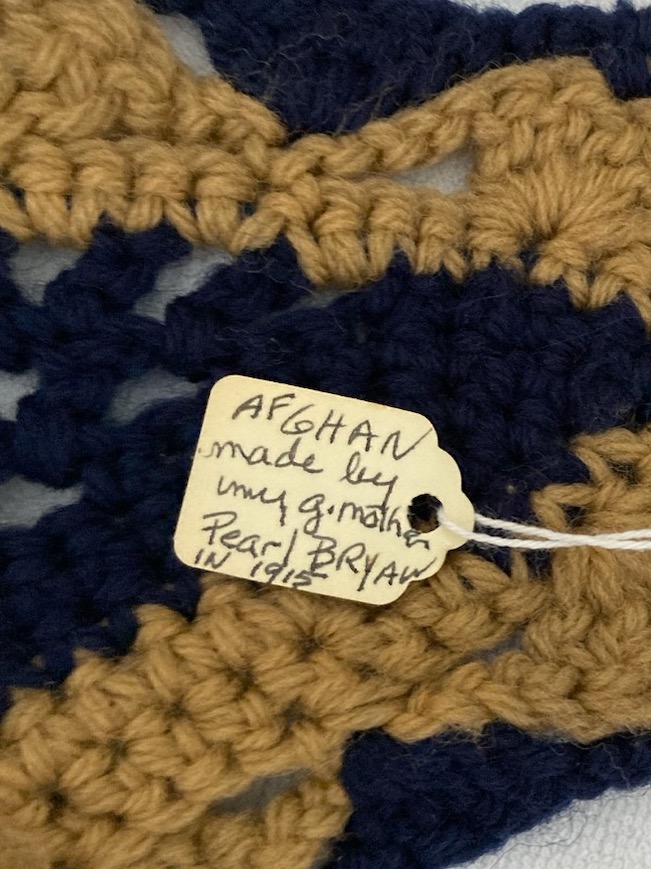 AFGHAN
made by
my g.mother
Pearl BRYAN
IN 1915